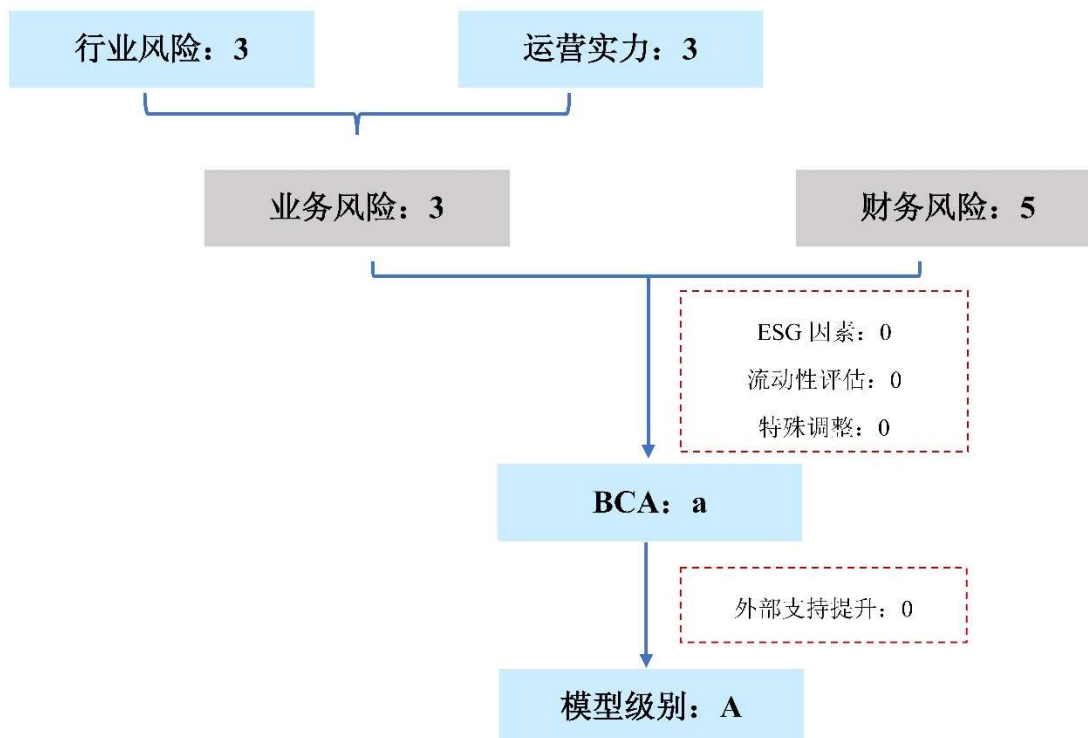 行业风险：3
运营实力：3
业务风险：3
财务风险：5
ESG 因素：0
流动性评估：0
特殊调整：0
BCA：a
外部支持提升：0
模型级别：A